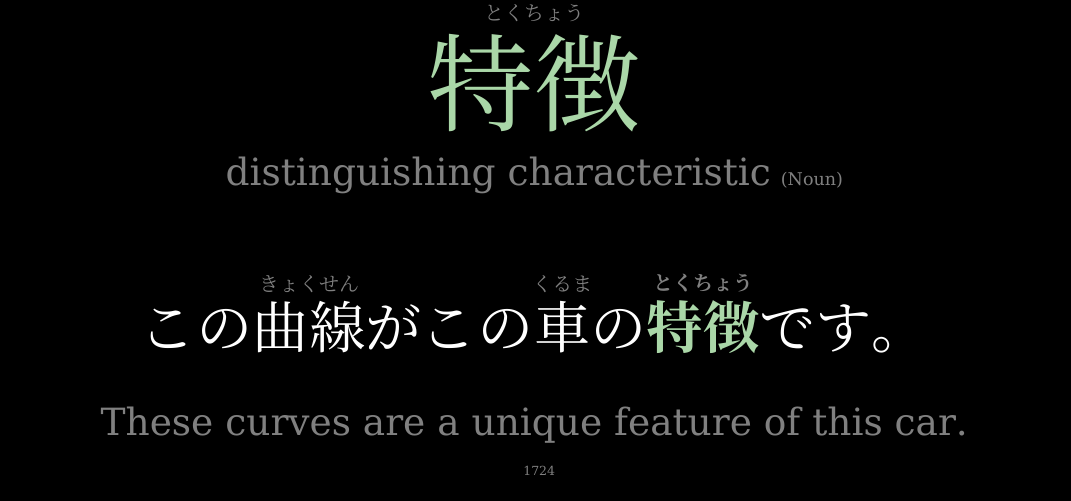 とくちょう
特徴
distinguishing characteristic (Noun)
きょくせん くるま とくちょう
この曲線がこの車の特徴です。
These curves are a unique feature of this car.
1724